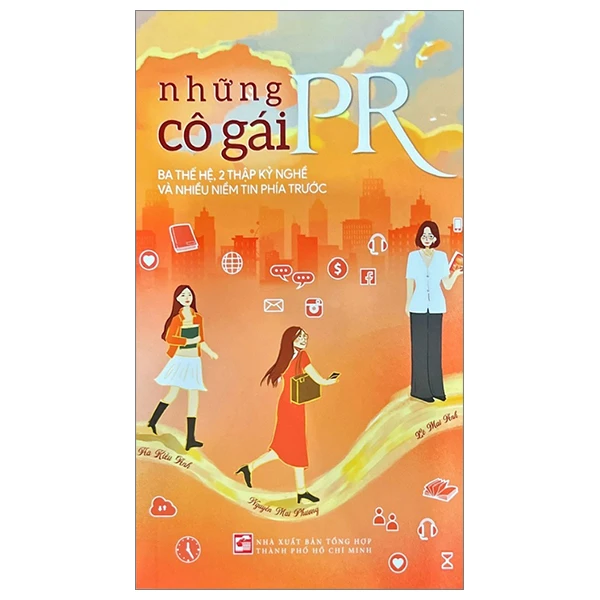 những
cô gái PR
BA THẾ HỆ, 2 THẬP KỶ NGHỀ
VÀ NHIỀU NIỀM TIN PHÍA TRƯỚC
Lê Mai Anh
Hà Kiều Anh
Nguyễn Mai Phương
NHÀ XUẤT BẢN TỔNG HỢP
THÀNH PHỐ HỒ CHÍ MINH